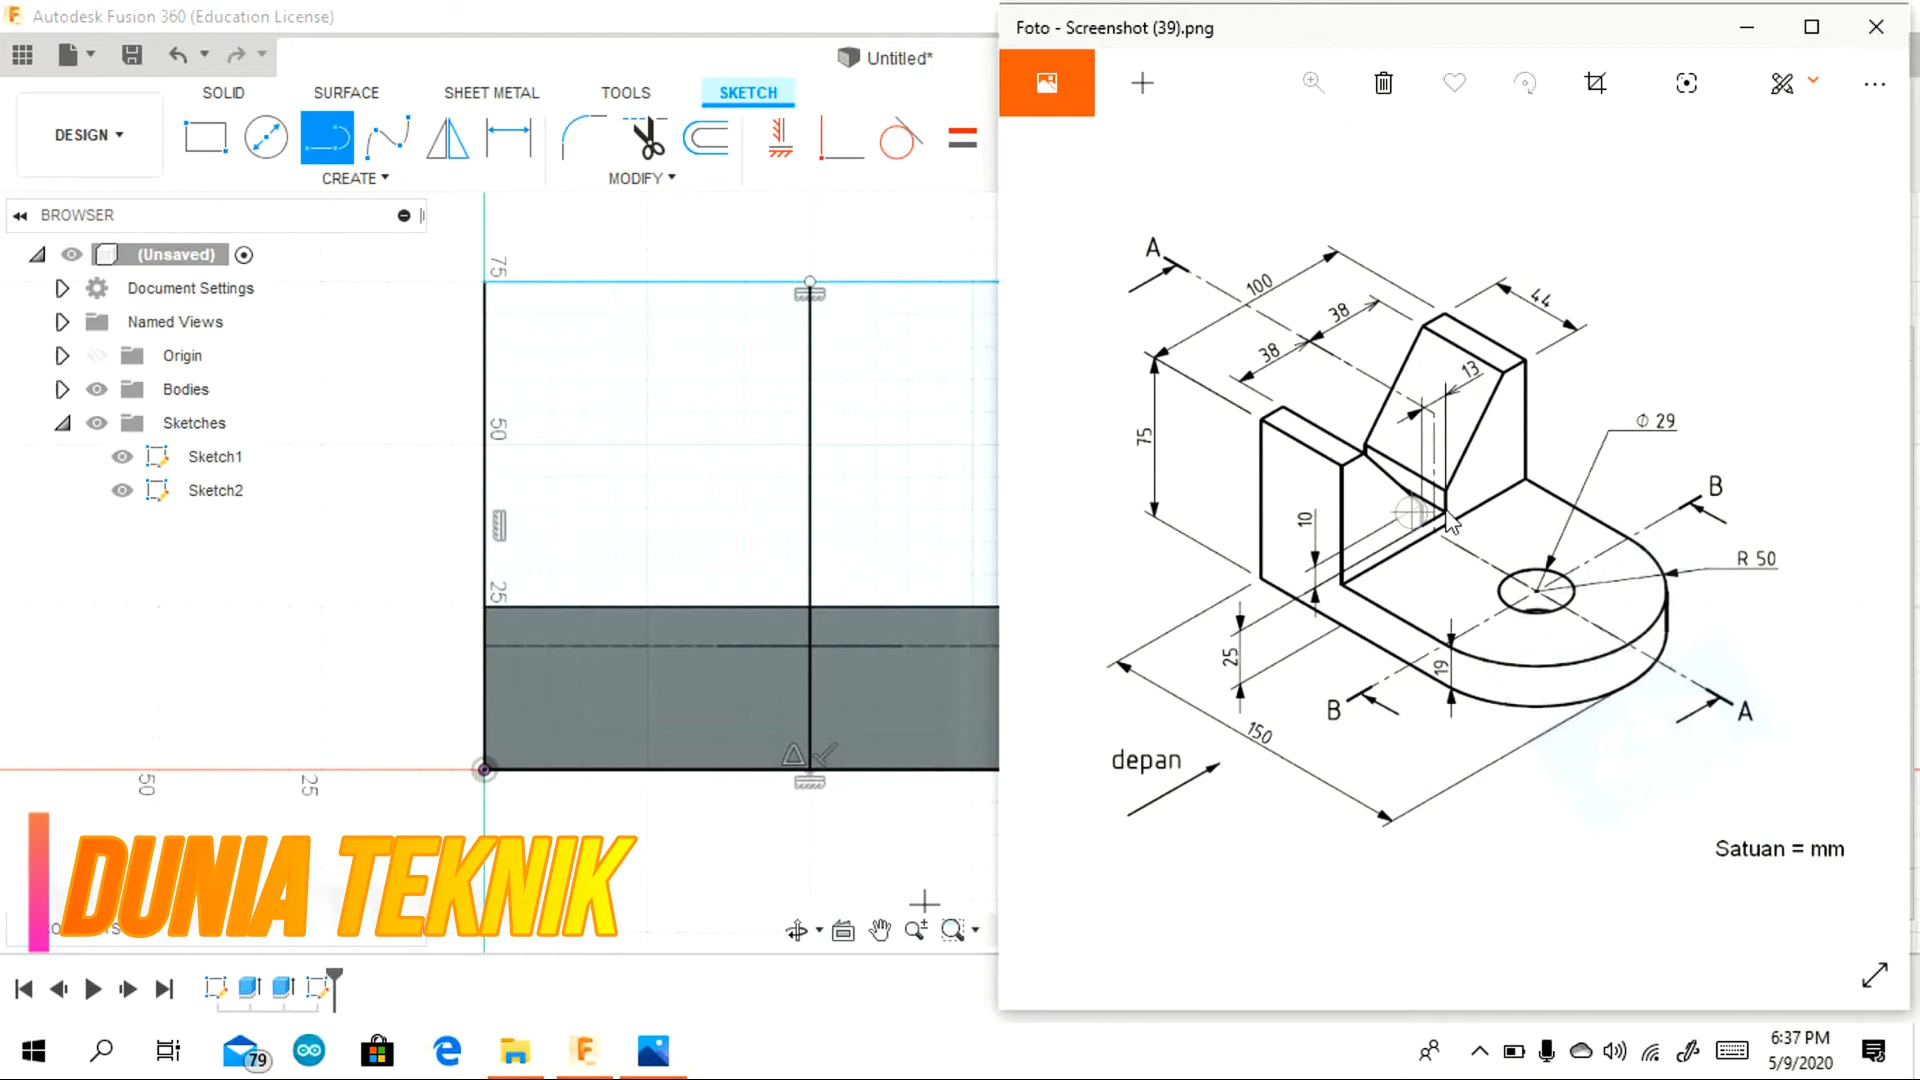 Autodesk Fusion 360 (Education License)
Untitled*
SOLID
SURFACE
SHEET METAL
TOOLS
SKETCH
DESIGN
CREATE
MODIFY
BROWSER
(Unsaved)
Document Settings
Named Views
Origin
Bodies
Sketches
Sketch1
Sketch2
75
50
25
50
25
DUNIA TEKNIK
Foto - Screenshot (39).png
A
100
44
38
38
13
75
Φ 29
B
10
R 50
25
19
B
A
150
depan
Satuan = mm
79
6:37 PM
5/9/2020